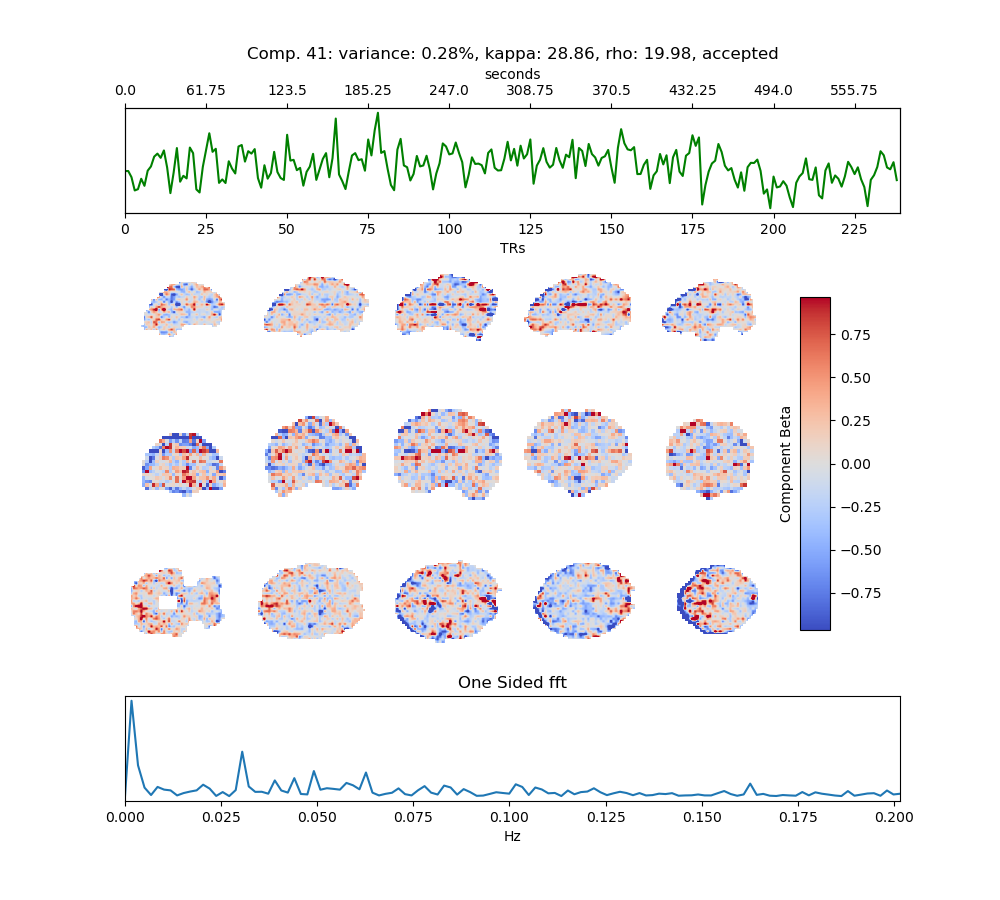 Comp. 41: variance: 0.28%, kappa: 28.86, rho: 19.98, accepted
seconds
0.0 61.75 123.5 185.25 247.0 308.75 370.5 432.25 494.0 555.75
0 25 50 75 100 125 150 175 200 225
TRs
0.75
0.50
0.25
0.00
−0.25
−0.50
−0.75
Component Beta
One Sided fft
0.000 0.025 0.050 0.075 0.100 0.125 0.150 0.175 0.200
Hz